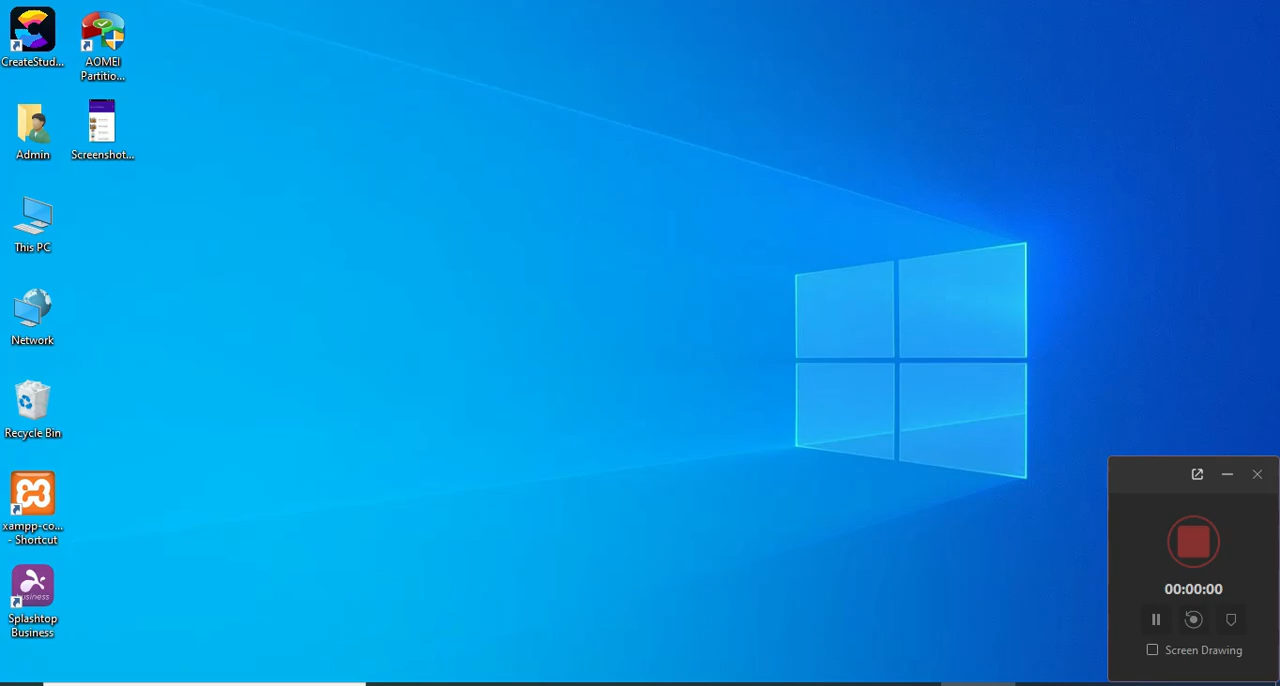 CreateStud...
AOMEI
Partitio...
Admin
Screenshot...
This PC
Network
Recycle Bin
xampp-co...
- Shortcut
business
Splashtop
Business
00:00:00
Screen Drawing